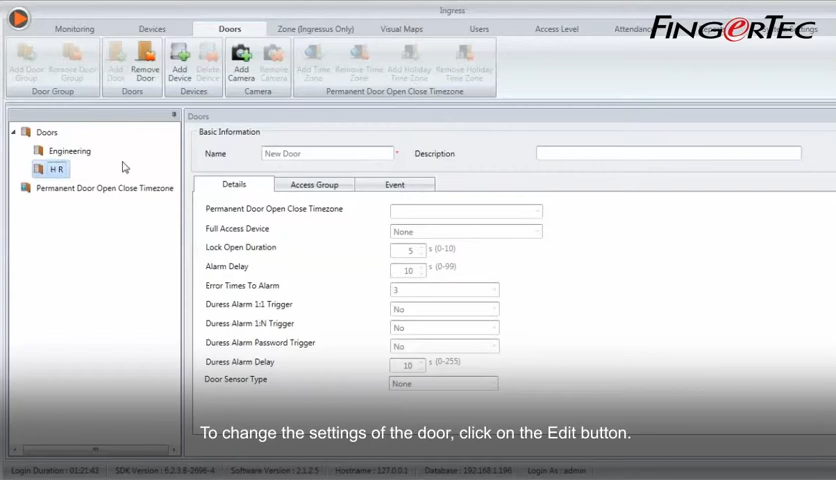 Ingress
Monitoring Devices Doors Zone (Ingressus Only) Visual Maps Users Access Level Attendance Settings
FINGERTEC
Add Door Group Remove Door Group Add Door Remove Door Add Device Delete Device Add Camera Remove Camera Add Time Zone Remove Time Zone Add Holiday Time Zone Remove Holiday Time Zone
Door Group Doors Devices Camera Permanent Door Open Close Timezone
Doors
Engineering
H R
Permanent Door Open Close Timezone
Doors
Basic Information
Name New Door * Description
Details Access Group Event
Permanent Door Open Close Timezone
Full Access Device None
Lock Open Duration 5 s (0-10)
Alarm Delay 10 s (0-99)
Error Times To Alarm 3
Duress Alarm 1:1 Trigger No
Duress Alarm 1:N Trigger No
Duress Alarm Password Trigger No
Duress Alarm Delay 10 s (0-255)
Door Sensor Type None
To change the settings of the door, click on the Edit button.
Login Duration : 01:21:43 SDK Version : 6.2.3.8-2696-4 Software Version : 2.1.2.5 Hostname : 127.0.0.1 Database : 192.168.1.196 Login As : admin